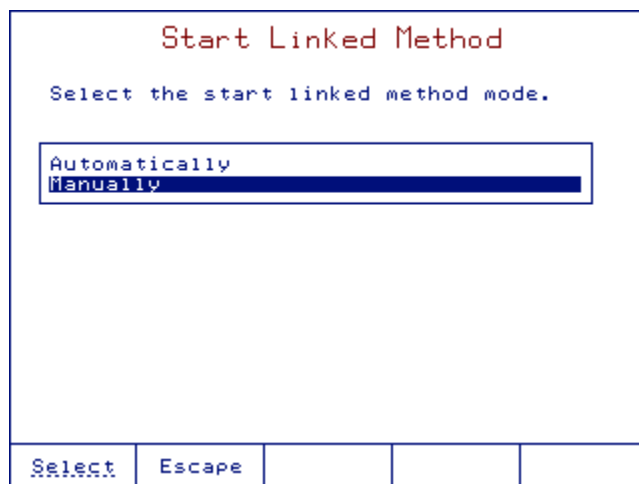 Start Linked Method
Select the start linked method mode.
Automatically
Manually
Select Escape